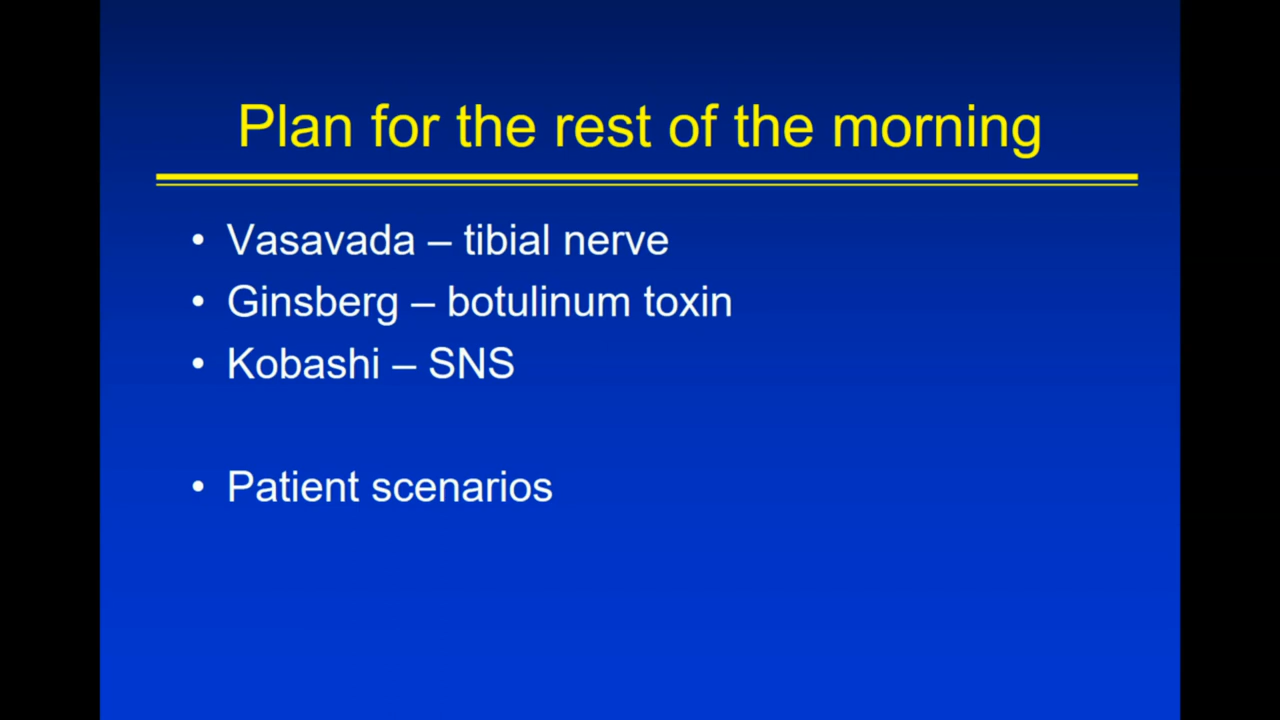 Plan for the rest of the morning
• Vasavada – tibial nerve
• Ginsberg – botulinum toxin
• Kobashi – SNS
• Patient scenarios